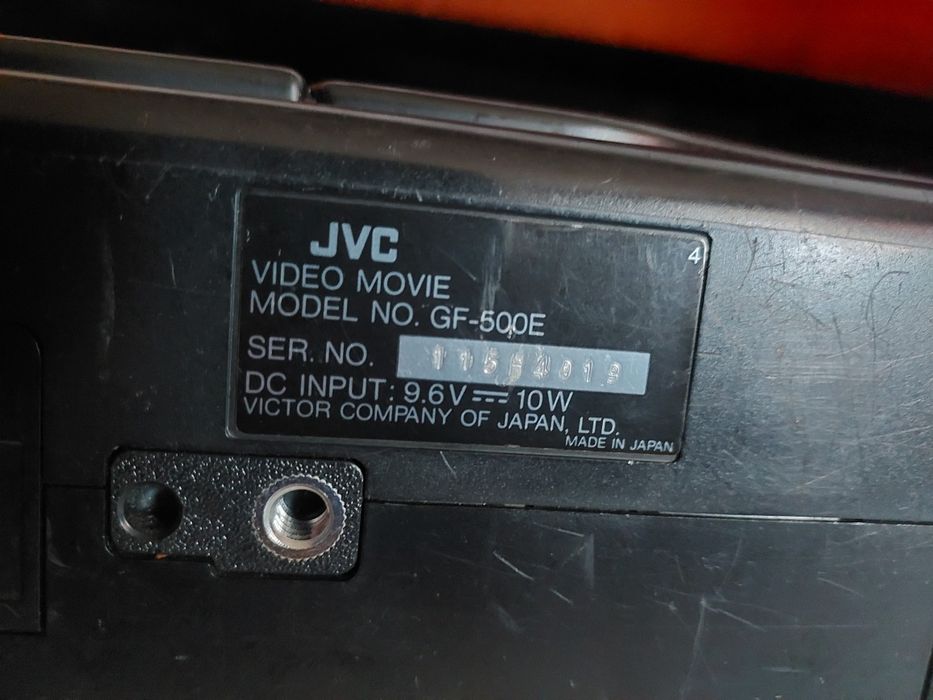 JVC
4
VIDEO MOVIE
MODEL NO. GF-500E
SER. NO.
DC INPUT: 9.6V ⎓ 10W
VICTOR COMPANY OF JAPAN, LTD.
MADE IN JAPAN